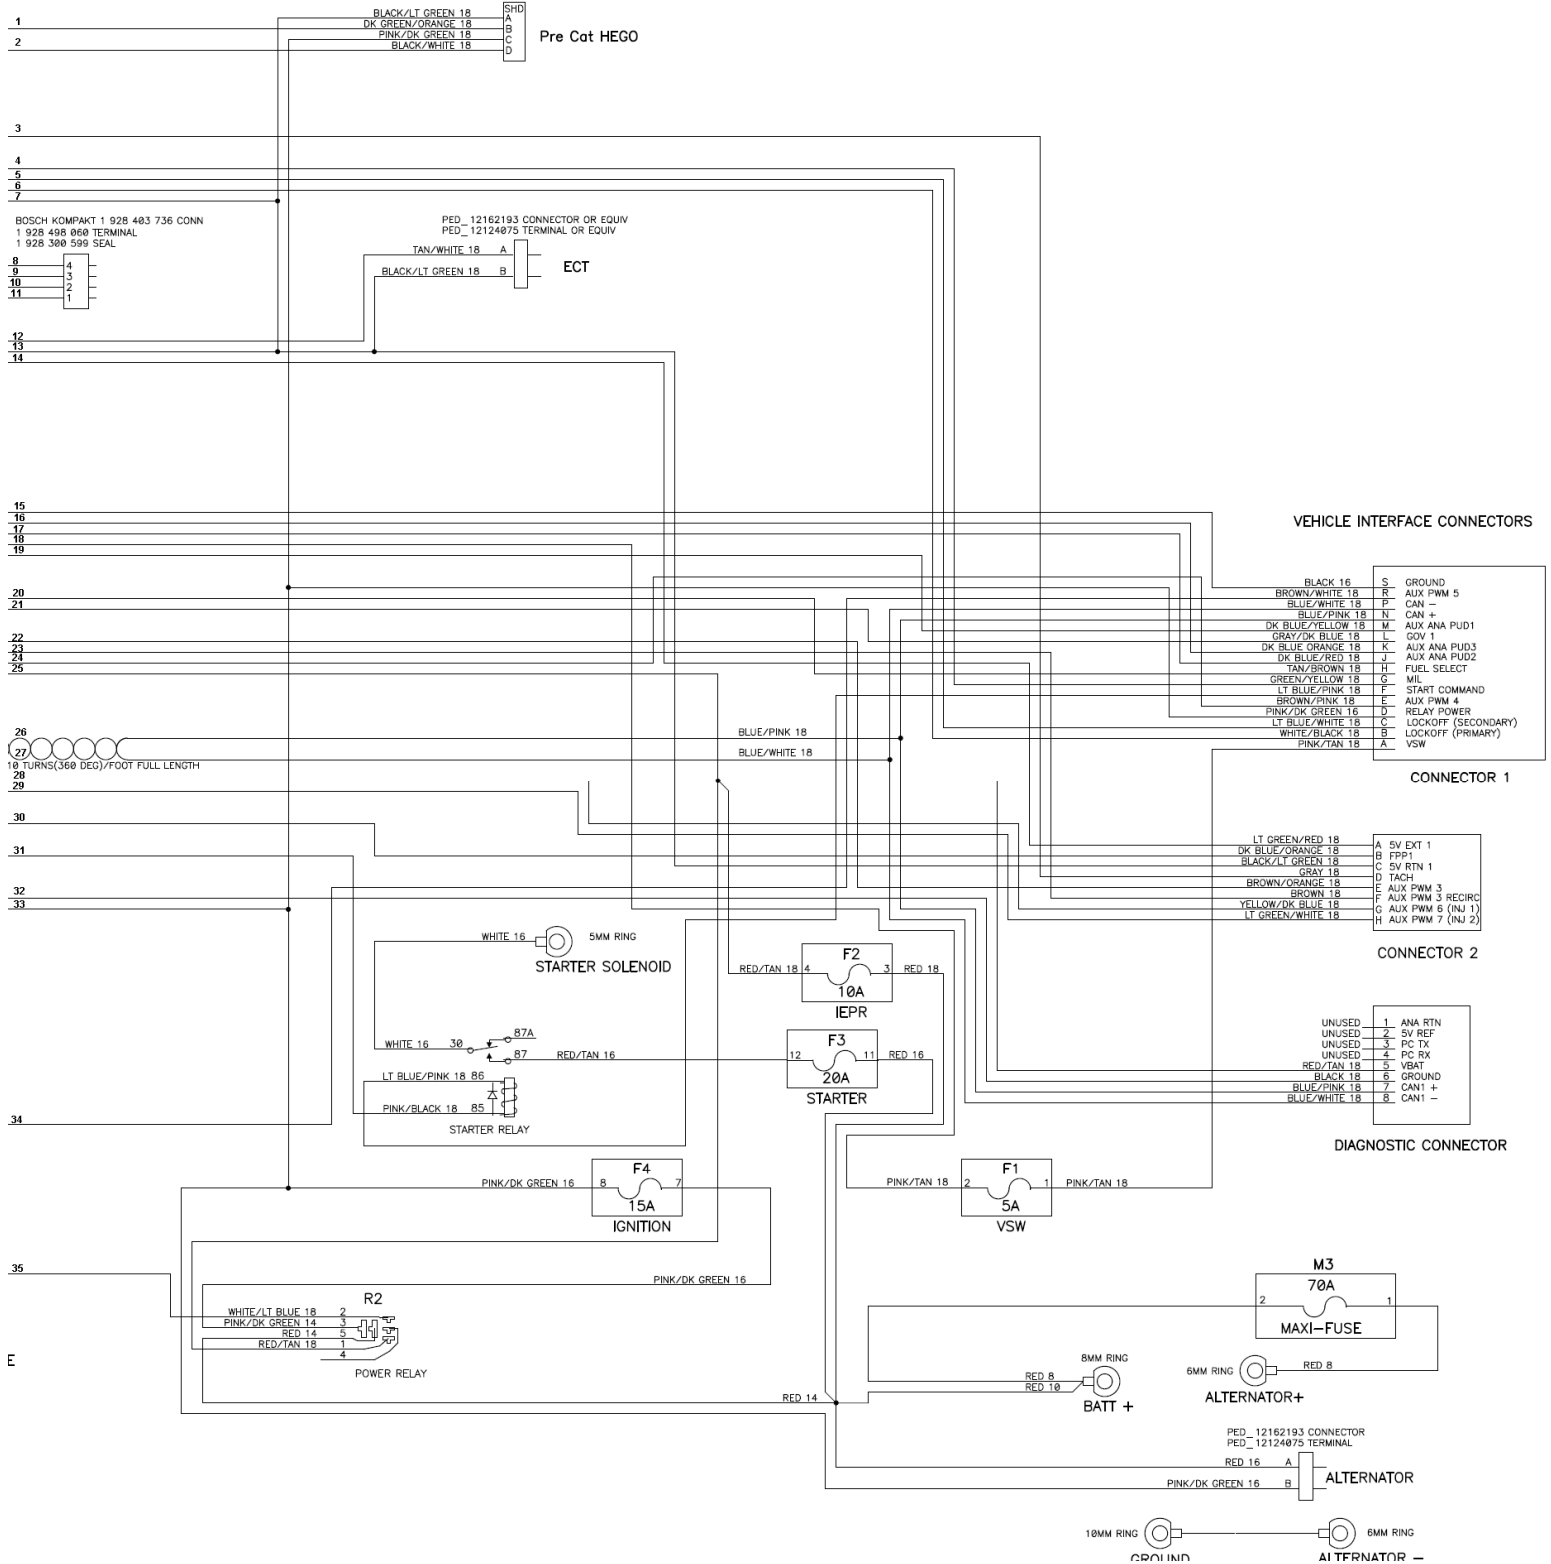 BLACK/LT GREEN 18
DK GREEN/ORANGE 18
PINK/DK GREEN 18
BLACK/WHITE 18
SHD
A
B
C
D
Pre Cat HEGO
1
2
3
4
5
6
7
BOSCH KOMPAKT 1 928 403 736 CONN
1 928 498 060 TERMINAL
1 928 300 599 SEAL
8
9
10
11
4
3
2
1
PED_ 12162193 CONNECTOR OR EQUIV
PED_ 12124075 TERMINAL OR EQUIV
TAN/WHITE 18 A
BLACK/LT GREEN 18 B
ECT
12
13
14
15
16
17
18
19
20
21
22
23
24
25
VEHICLE INTERFACE CONNECTORS
BLACK 16 S GROUND
BROWN/WHITE 18 R AUX PWM 5
BLUE/WHITE 18 P CAN −
BLUE/PINK 18 N CAN +
DK BLUE/YELLOW 18 M AUX ANA PUD1
GRAY/DK BLUE 18 L GOV 1
DK BLUE ORANGE 18 K AUX ANA PUD3
DK BLUE/RED 18 J AUX ANA PUD2
TAN/BROWN 18 H FUEL SELECT
GREEN/YELLOW 18 G MIL
LT BLUE/PINK 18 F START COMMAND
BROWN/PINK 18 E AUX PWM 4
PINK/DK GREEN 16 D RELAY POWER
LT BLUE/WHITE 18 C LOCKOFF (SECONDARY)
WHITE/BLACK 18 B LOCKOFF (PRIMARY)
PINK/TAN 18 A VSW
CONNECTOR 1
26
27
10 TURNS(360 DEG)/FOOT FULL LENGTH
BLUE/PINK 18
BLUE/WHITE 18
28
29
30
31
32
33
LT GREEN/RED 18 A 5V EXT 1
DK BLUE/ORANGE 18 B FPP1
BLACK/LT GREEN 18 C 5V RTN 1
GRAY 18 D TACH
BROWN/ORANGE 18 E AUX PWM 3
BROWN 18 F AUX PWM 3 RECIRC
YELLOW/DK BLUE 18 G AUX PWM 6 (INJ 1)
LT GREEN/WHITE 18 H AUX PWM 7 (INJ 2)
CONNECTOR 2
WHITE 16
5MM RING
STARTER SOLENOID
RED/TAN 18 4
F2
3 RED 18
10A
IEPR
WHITE 16 30
87A
87
RED/TAN 16
12
F3
11 RED 16
20A
STARTER
LT BLUE/PINK 18 86
PINK/BLACK 18 85
STARTER RELAY
34
UNUSED 1 ANA RTN
UNUSED 2 5V REF
UNUSED 3 PC TX
UNUSED 4 PC RX
RED/TAN 18 5 VBAT
BLACK 18 6 GROUND
BLUE/PINK 18 7 CAN1 +
BLUE/WHITE 18 8 CAN1 −
DIAGNOSTIC CONNECTOR
PINK/DK GREEN 16 8
F4
7
15A
IGNITION
PINK/TAN 18 2
F1
1 PINK/TAN 18
5A
VSW
35
PINK/DK GREEN 16
R2
WHITE/LT BLUE 18 2
PINK/DK GREEN 14 3
RED 14 5
RED/TAN 18 1
4
POWER RELAY
E
M3
70A
2
1
MAXI−FUSE
8MM RING
RED 8
RED 10
BATT +
6MM RING
RED 8
ALTERNATOR+
RED 14
PED_ 12162193 CONNECTOR
PED_ 12124075 TERMINAL
RED 16 A
PINK/DK GREEN 16 B
ALTERNATOR
10MM RING
GROUND
6MM RING
ALTERNATOR −